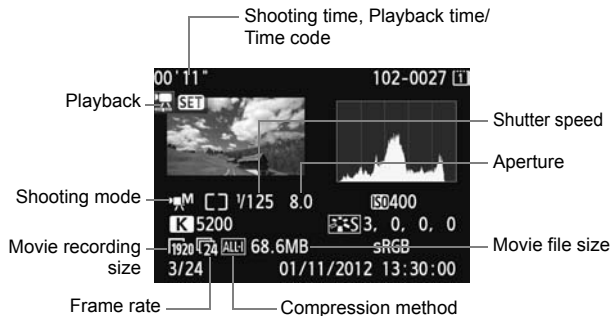 Shooting time, Playback time/
Time code
00'11"
102-0027 1
Playback
SET
Shutter speed
Aperture
Shooting mode
M 1/125 8.0 ISO400
K 5200
S 3, 0, 0, 0
Movie recording
size
1920 24 ALL-I 68.6MB sRGB
Movie file size
3/24 01/11/2012 13:30:00
Frame rate
Compression method